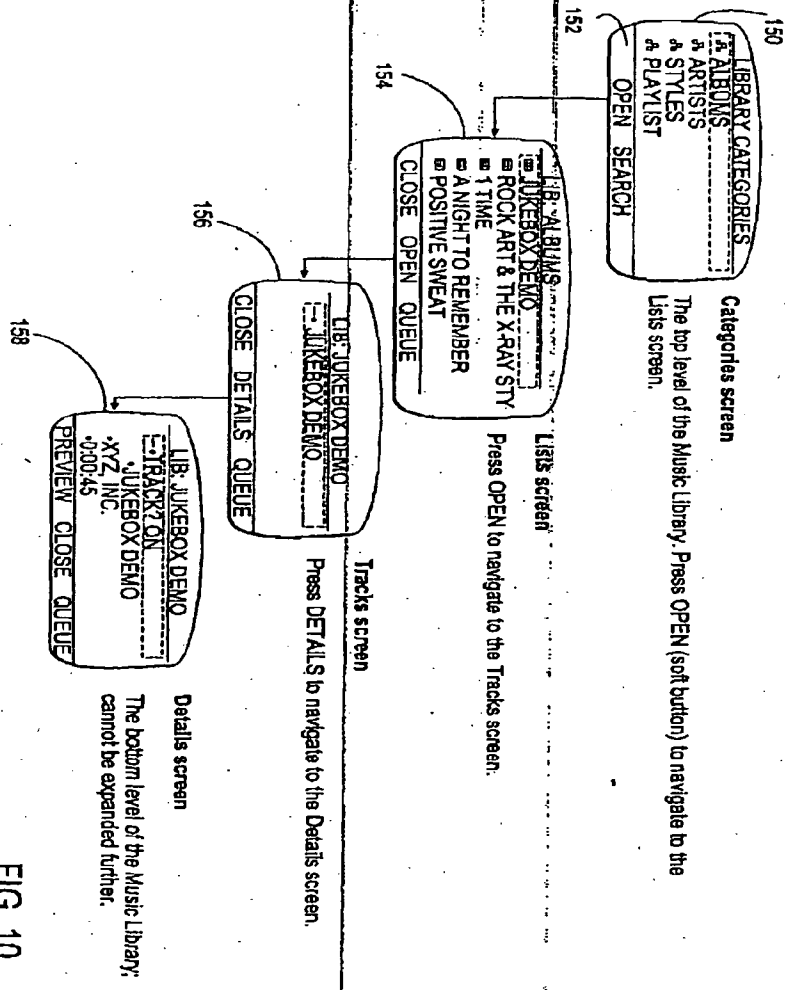 150
LIBRARY CATEGORIES
ALBUMS
ARTISTS
STYLES
PLAYLIST
OPEN SEARCH
152
Categories screen
The top level of the Music Library. Press OPEN (soft button) to navigate to the
Lists screen.
154
LIB: ALBUMS
JUKEBOX DEMO
ROCK ART & THE X-RAY STY
1 TIME
A NIGHT TO REMEMBER
POSITIVE SWEAT
CLOSE OPEN QUEUE
Lists screen
Press OPEN to navigate to the Tracks screen.
156
LIB: JUKEBOX DEMO
JUKEBOX DEMO
CLOSE DETAILS QUEUE
Tracks screen
Press DETAILS to navigate to the Details screen.
158
LIB: JUKEBOX DEMO
TRACK? ON
JUKEBOX DEMO
XYZ, INC.
0:00:45
PREVIEW CLOSE QUEUE
Details screen
The bottom level of the Music Library;
cannot be expanded further.
FIG. 10